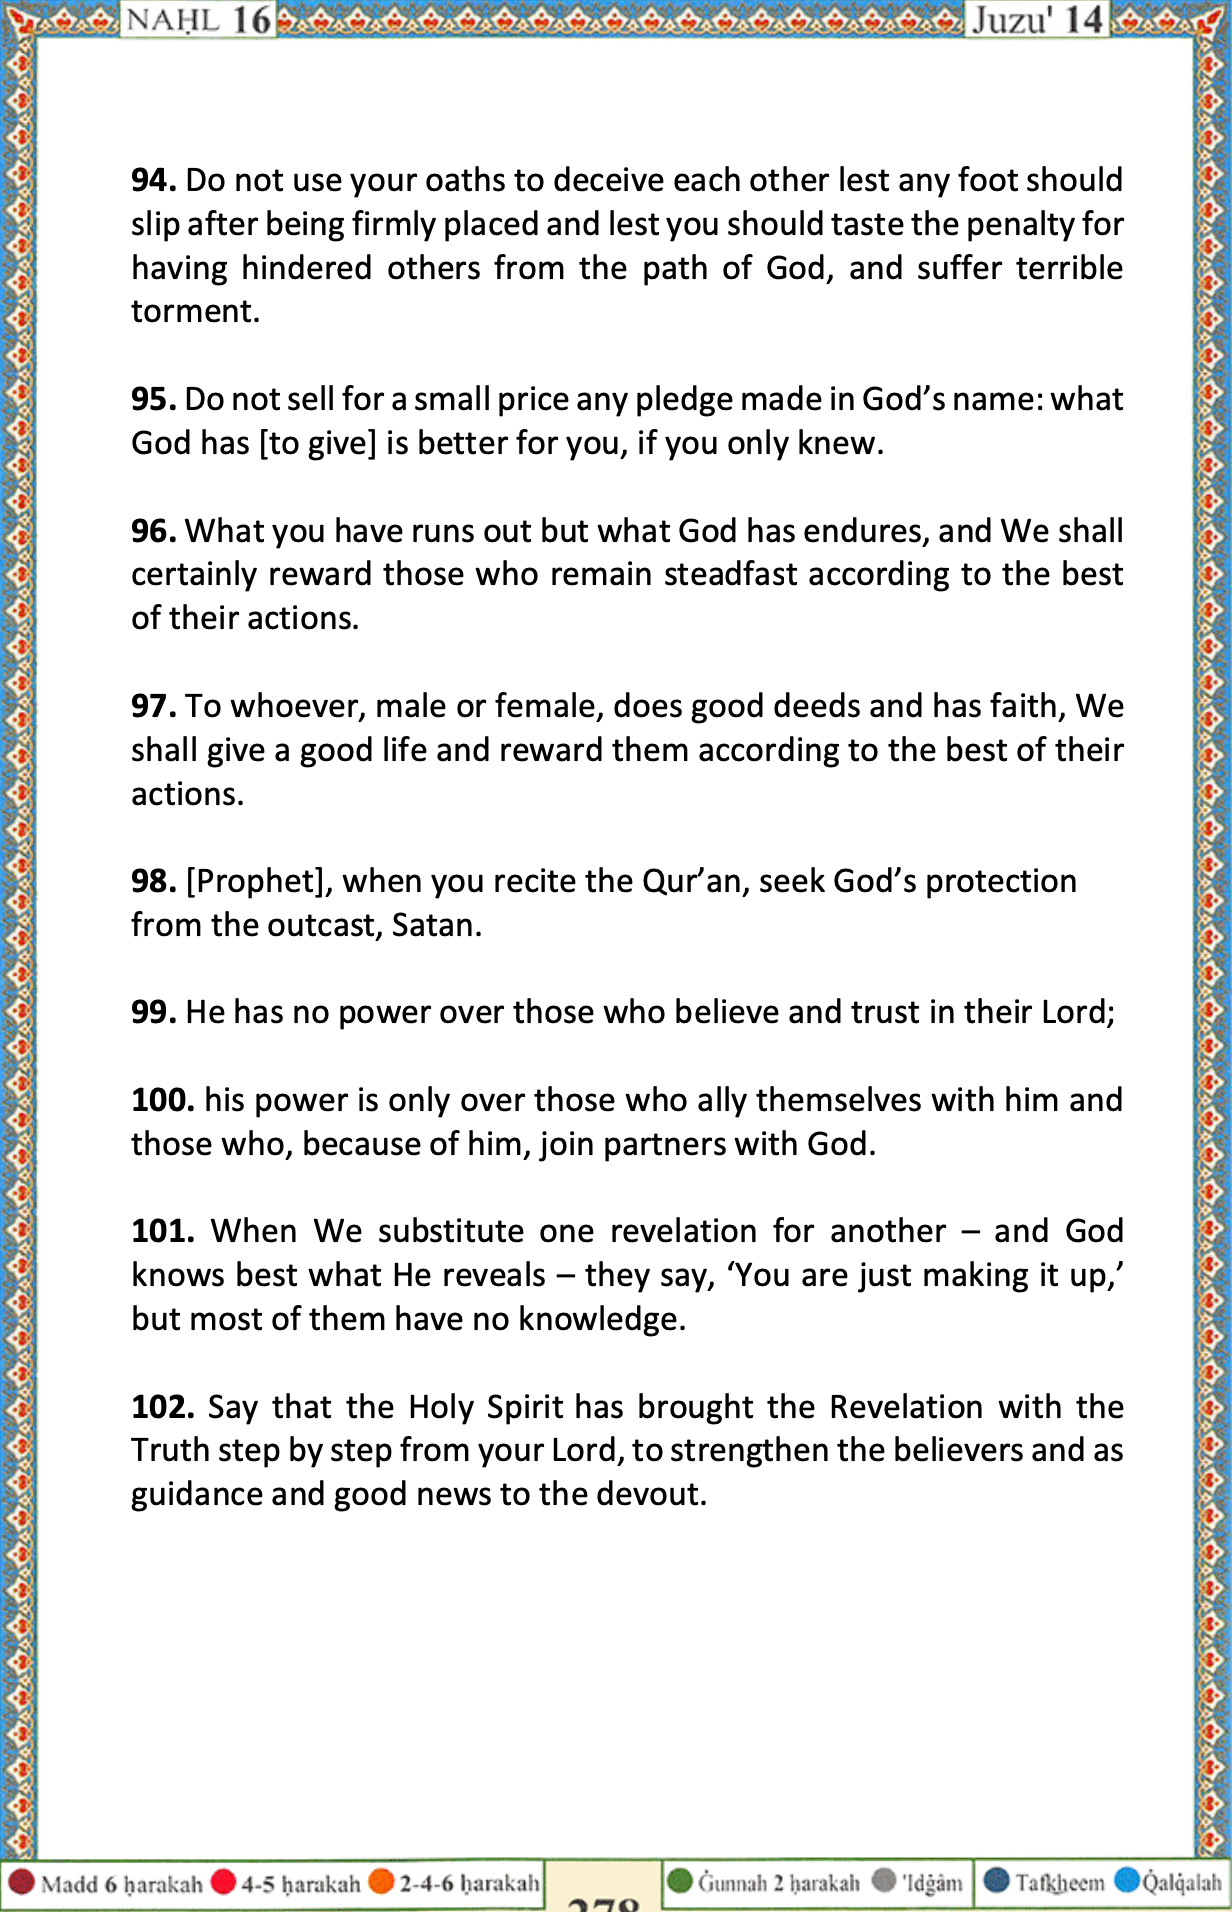 NAḤL 16 Juzu' 14
94. Do not use your oaths to deceive each other lest any foot should
slip after being firmly placed and lest you should taste the penalty for
having hindered others from the path of God, and suffer terrible
torment.
95. Do not sell for a small price any pledge made in God’s name: what
God has [to give] is better for you, if you only knew.
96. What you have runs out but what God has endures, and We shall
certainly reward those who remain steadfast according to the best
of their actions.
97. To whoever, male or female, does good deeds and has faith, We
shall give a good life and reward them according to the best of their
actions.
98. [Prophet], when you recite the Qur’an, seek God’s protection
from the outcast, Satan.
99. He has no power over those who believe and trust in their Lord;
100. his power is only over those who ally themselves with him and
those who, because of him, join partners with God.
101. When We substitute one revelation for another – and God
knows best what He reveals – they say, ‘You are just making it up,’
but most of them have no knowledge.
102. Say that the Holy Spirit has brought the Revelation with the
Truth step by step from your Lord, to strengthen the believers and as
guidance and good news to the devout.
Madd 6 ḥarakah 4-5 ḥarakah 2-4-6 ḥarakah 278 Ġunnah 2 ḥarakah 'Idġâm Tafkheem Q̇alq̇alah